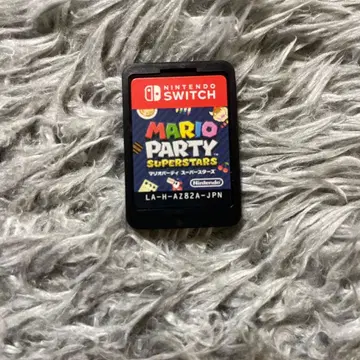 NINTENDO
SWITCH
MARIO
PARTY
SUPERSTARS
マリオパーティ スーパースターズ
Nintendo
LA-H-AZ82A-JPN